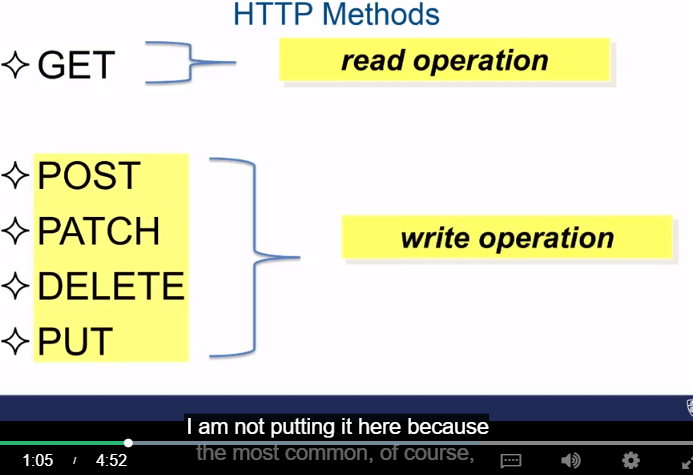 HTTP Methods
GET
read operation
POST
PATCH
write operation
DELETE
PUT
I am not putting it here because
the most common, of course,
1:05 / 4:52